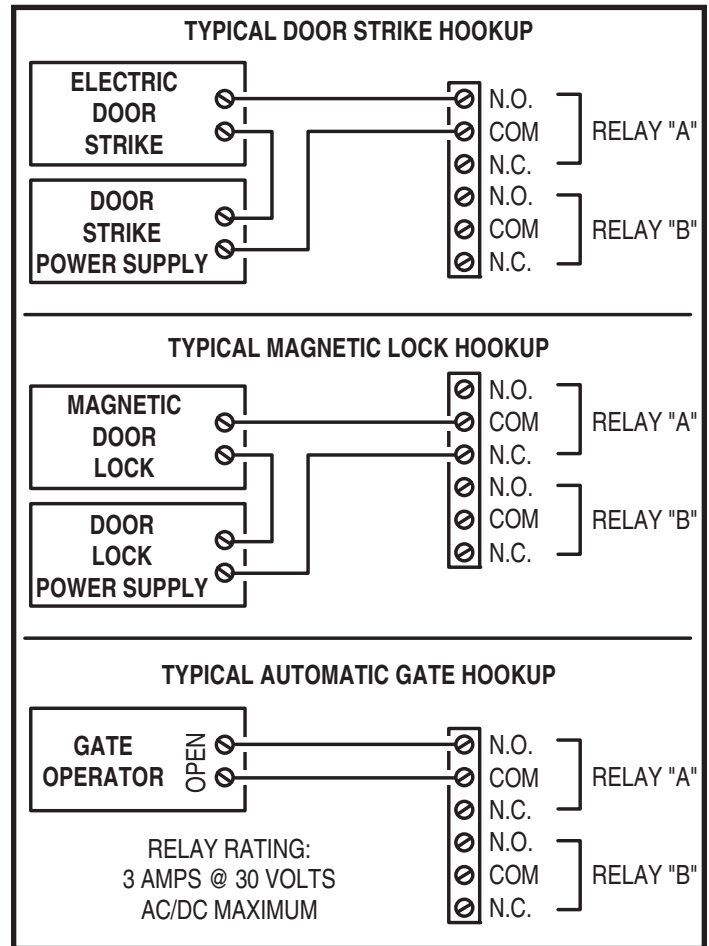 TYPICAL DOOR STRIKE HOOKUP
ELECTRIC
DOOR
STRIKE
DOOR
STRIKE
POWER SUPPLY
N.O.
COM
N.C.
RELAY "A"
N.O.
COM
N.C.
RELAY "B"
TYPICAL MAGNETIC LOCK HOOKUP
MAGNETIC
DOOR
LOCK
DOOR
LOCK
POWER SUPPLY
N.O.
COM
N.C.
RELAY "A"
N.O.
COM
N.C.
RELAY "B"
TYPICAL AUTOMATIC GATE HOOKUP
GATE
OPERATOR
OPEN
N.O.
COM
N.C.
RELAY "A"
N.O.
COM
N.C.
RELAY "B"
RELAY RATING:
3 AMPS @ 30 VOLTS
AC/DC MAXIMUM